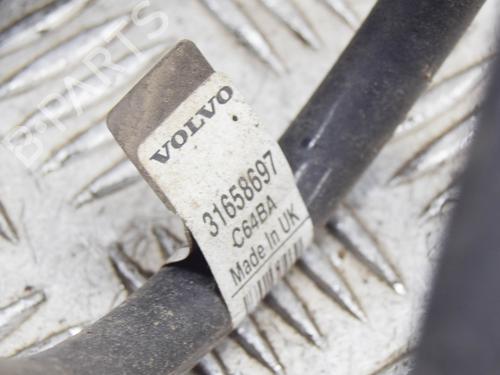 B-PARTS
VOLVO
31658697
C64BA
Made In UK